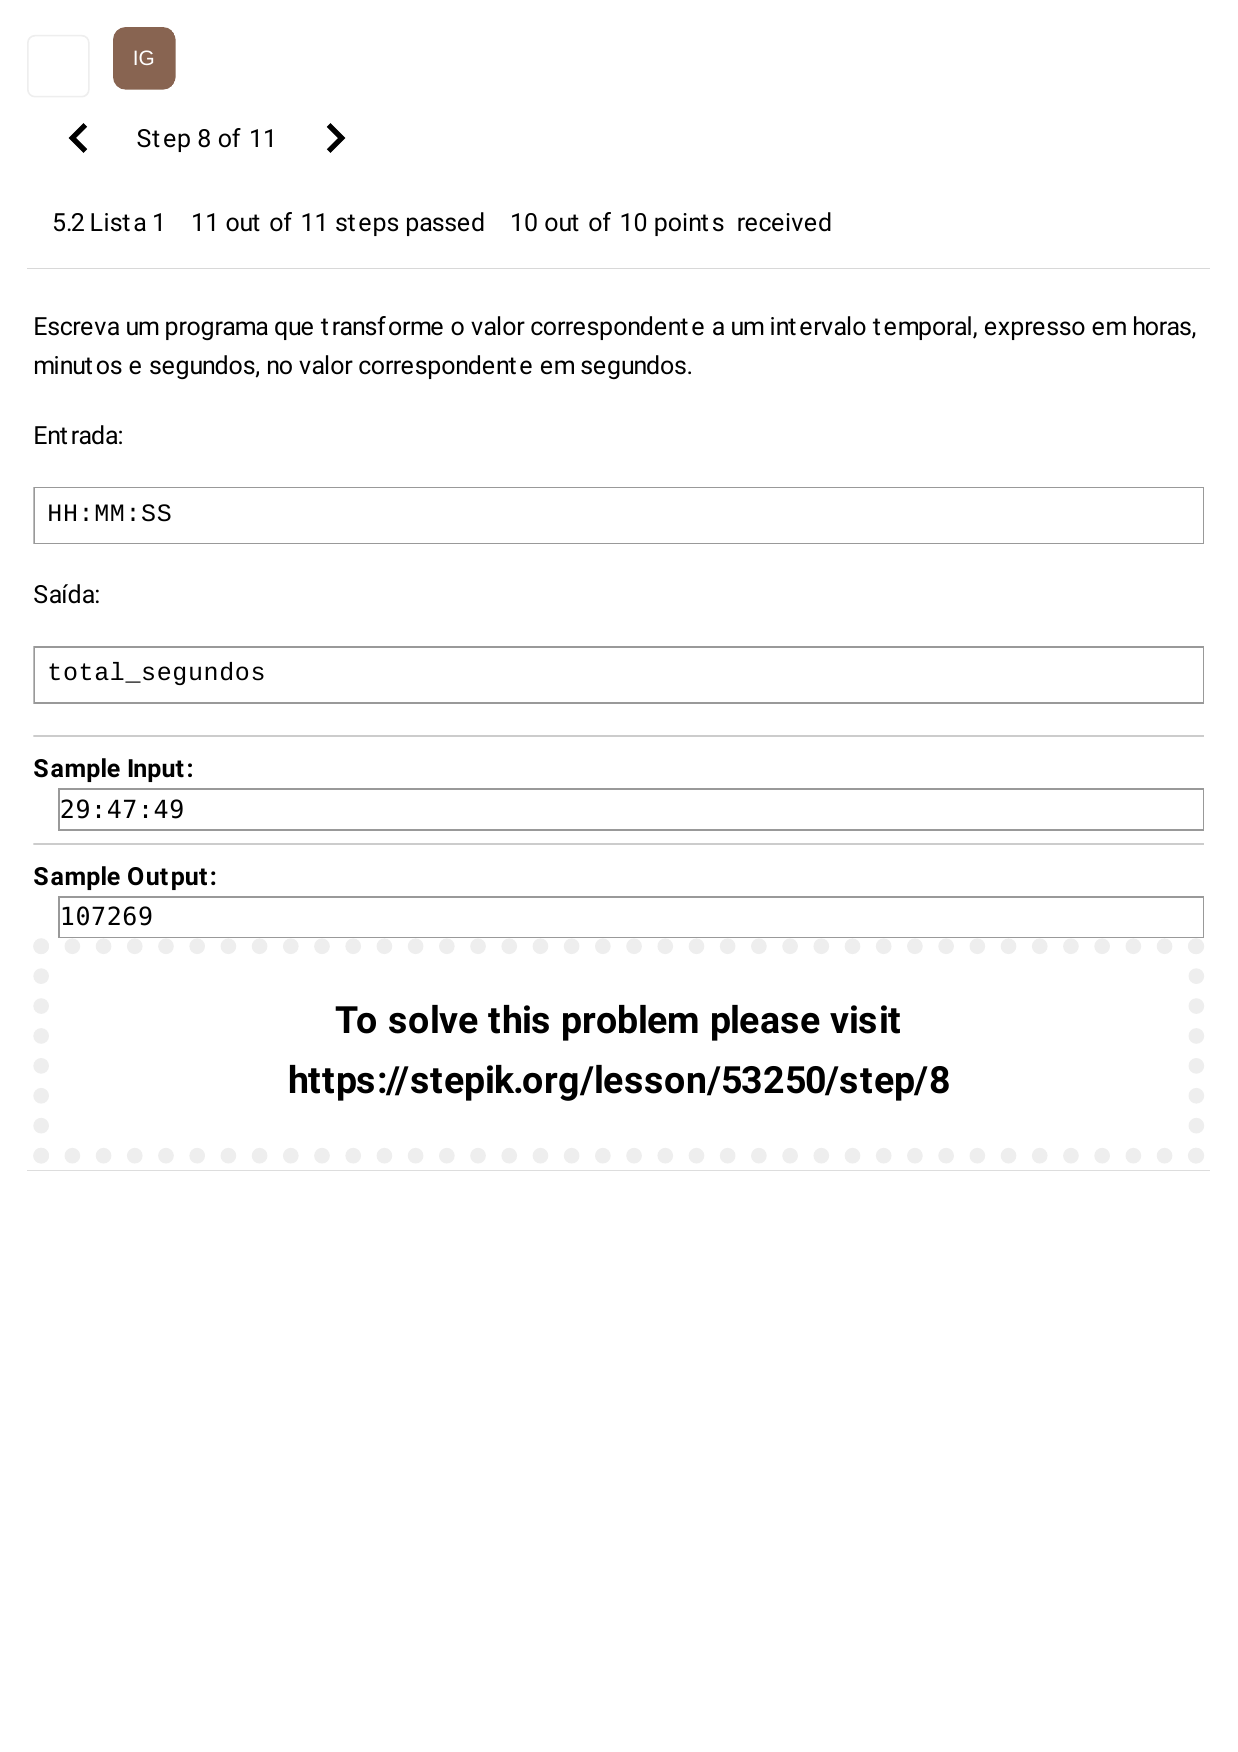 IG
Step 8 of 11
5.2 Lista 1 11 out of 11 steps passed 10 out of 10 points received
Escreva um programa que transforme o valor correspondente a um intervalo temporal, expresso em horas,
minutos e segundos, no valor correspondente em segundos.
Entrada:
HH:MM:SS
Saída:
total_segundos
Sample Input:
29:47:49
Sample Output:
107269
To solve this problem please visit
https://stepik.org/lesson/53250/step/8